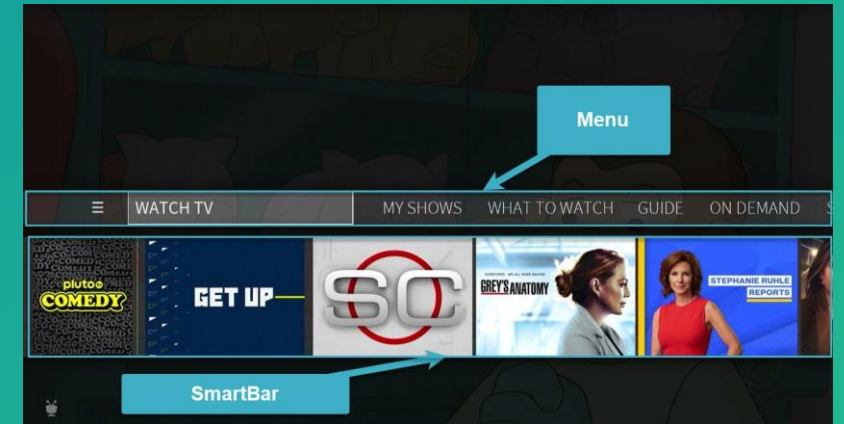 Menu
WATCH TV MY SHOWS WHAT TO WATCH GUIDE ON DEMAND S
pluto
COMEDY
GET UP
SC
GREY'S ANATOMY
STEPHANIE RUHLE
REPORTS
SmartBar